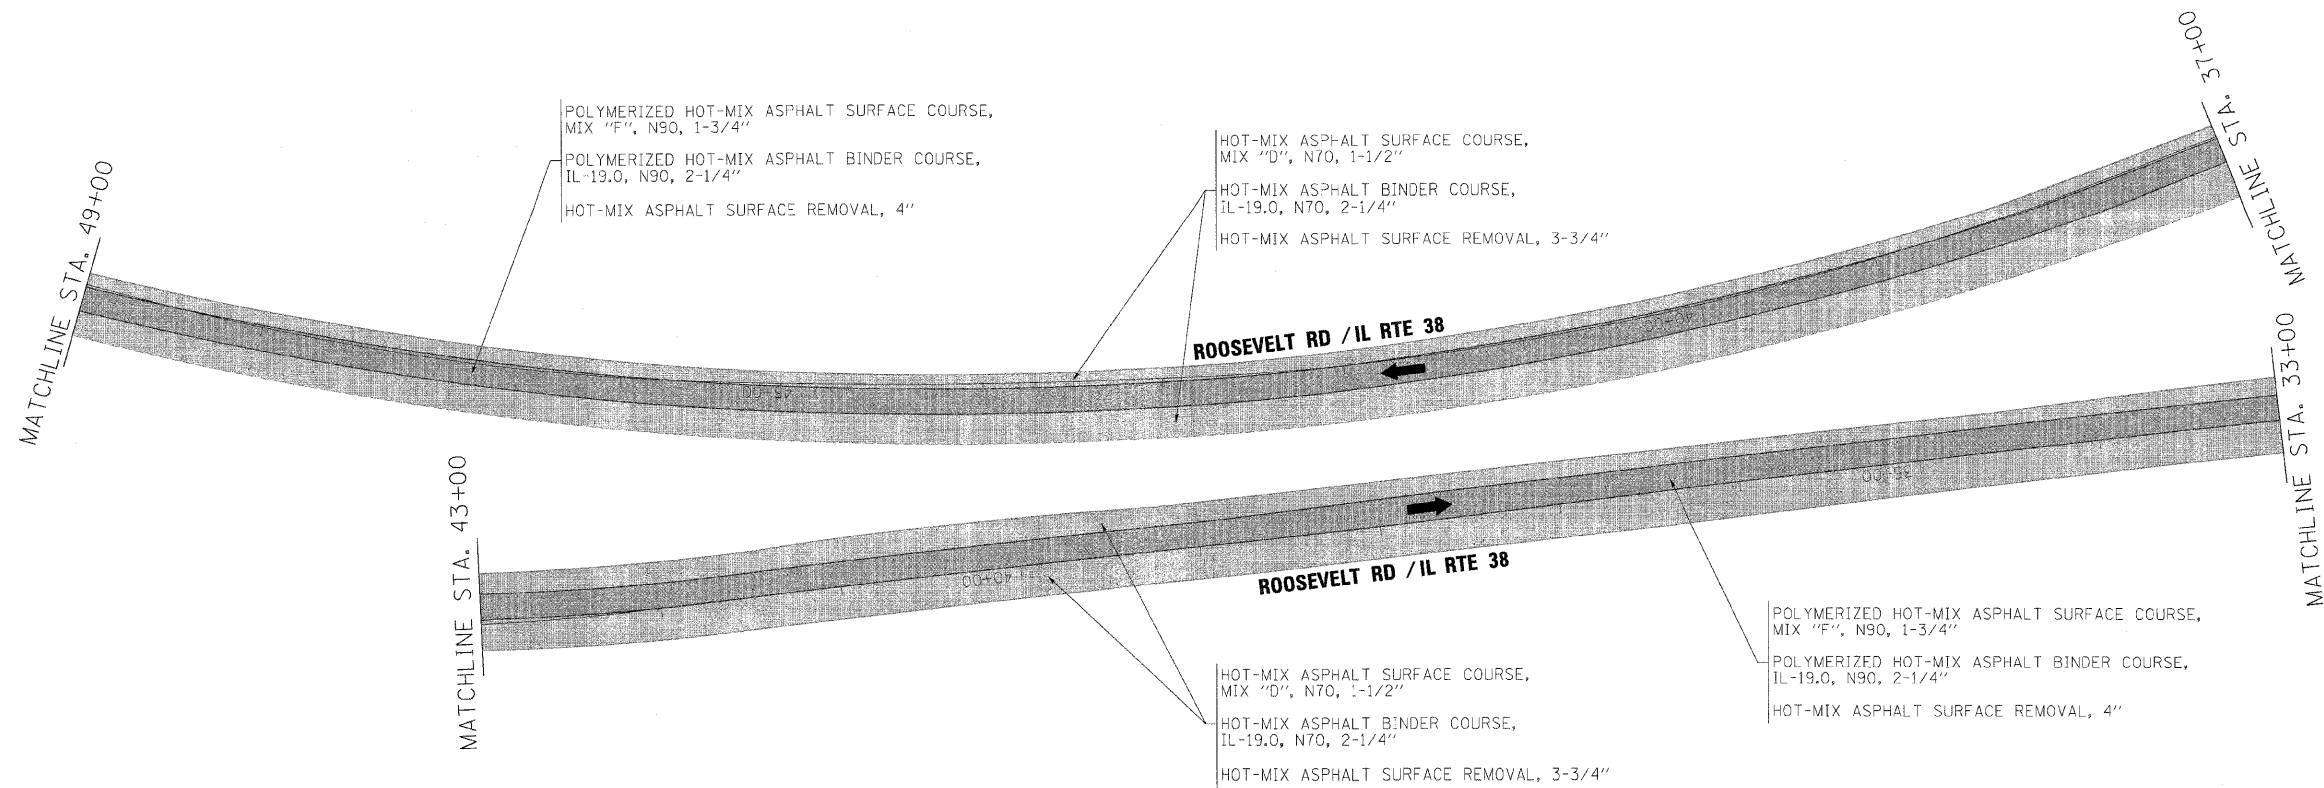 MATCHLINE STA. 49+00
POLYMERIZED HOT-MIX ASPHALT SURFACE COURSE,
MIX "F", N90, 1-3/4"
POLYMERIZED HOT-MIX ASPHALT BINDER COURSE,
IL-19.0, N90, 2-1/4"
HOT-MIX ASPHALT SURFACE REMOVAL, 4"
HOT-MIX ASPHALT SURFACE COURSE,
MIX "D", N70, 1-1/2"
HOT-MIX ASPHALT BINDER COURSE,
IL-19.0, N70, 2-1/4"
HOT-MIX ASPHALT SURFACE REMOVAL, 3-3/4"
MATCHLINE STA. 37+00
ROOSEVELT RD / IL RTE 38
45+00
40+00
MATCHLINE STA. 43+00
MATCHLINE STA. 33+00
40+00
35+00
ROOSEVELT RD / IL RTE 38
HOT-MIX ASPHALT SURFACE COURSE,
MIX "D", N70, 1-1/2"
HOT-MIX ASPHALT BINDER COURSE,
IL-19.0, N70, 2-1/4"
HOT-MIX ASPHALT SURFACE REMOVAL, 3-3/4"
POLYMERIZED HOT-MIX ASPHALT SURFACE COURSE,
MIX "F", N90, 1-3/4"
POLYMERIZED HOT-MIX ASPHALT BINDER COURSE,
IL-19.0, N90, 2-1/4"
HOT-MIX ASPHALT SURFACE REMOVAL, 4"